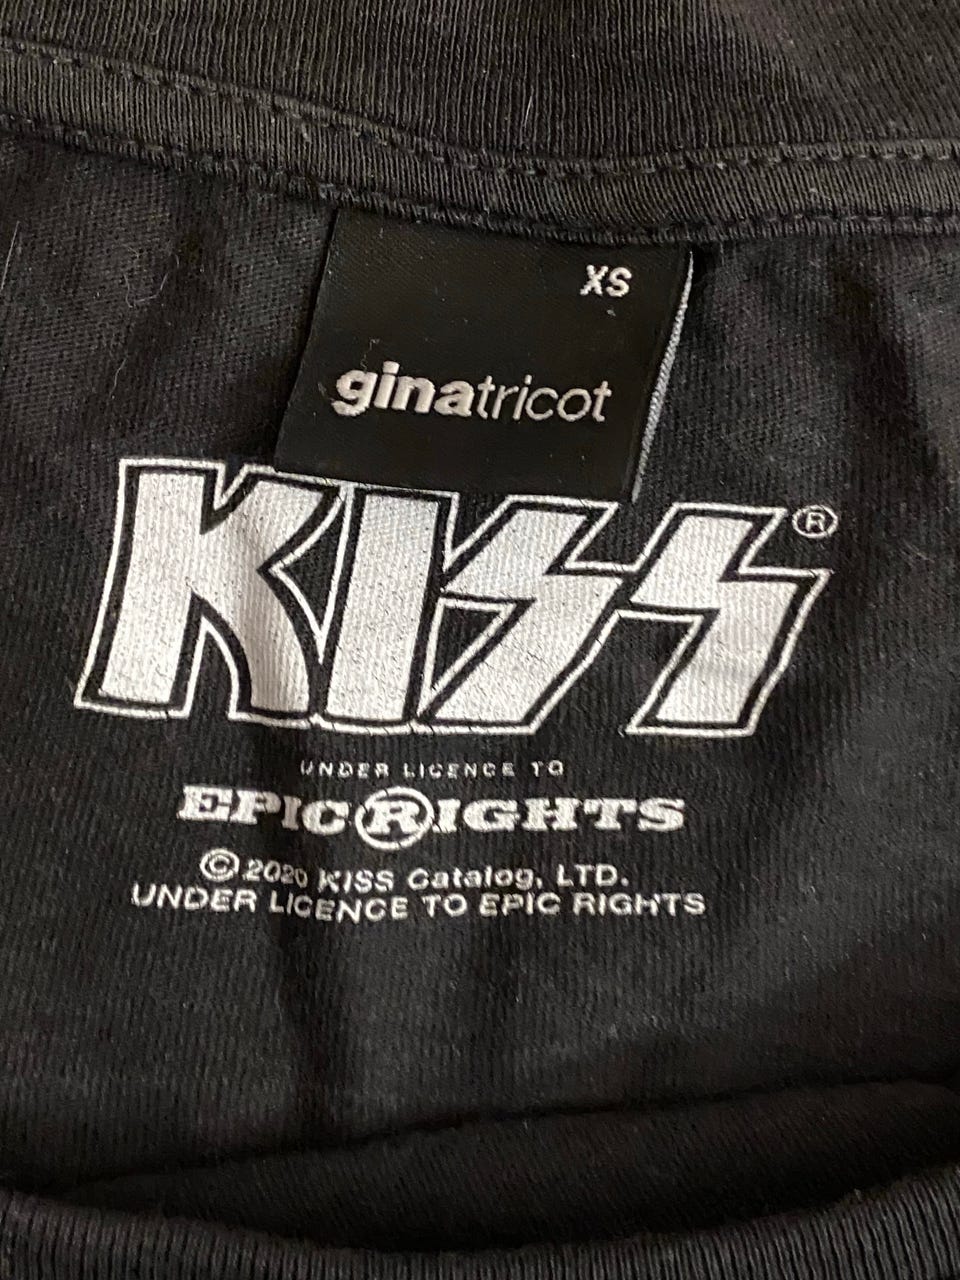 XS
ginatricot
KISS®
UNDER LICENCE TO
EPIC RIGHTS
© 2020 KISS Catalog, LTD.
UNDER LICENCE TO EPIC RIGHTS